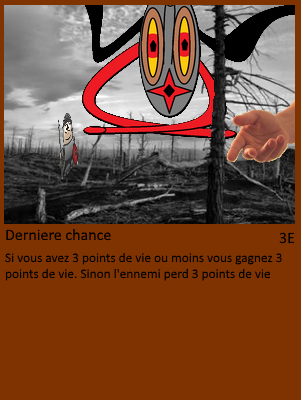 Derniere chance
3E
Si vous avez 3 points de vie ou moins vous gagnez 3
points de vie. Sinon l'ennemi perd 3 points de vie